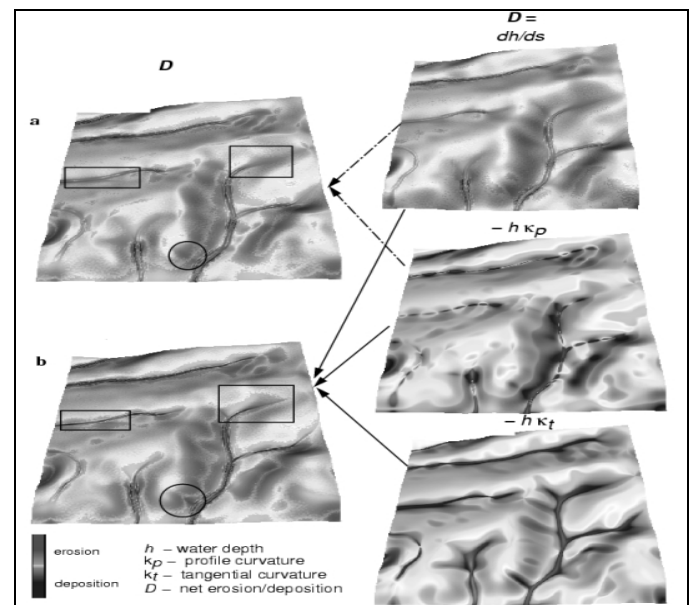 D
D =
dh/ds
a
– h κp
b
– h κt
erosion
deposition
h – water depth
κp – profile curvature
κt – tangential curvature
D – net erosion/deposition